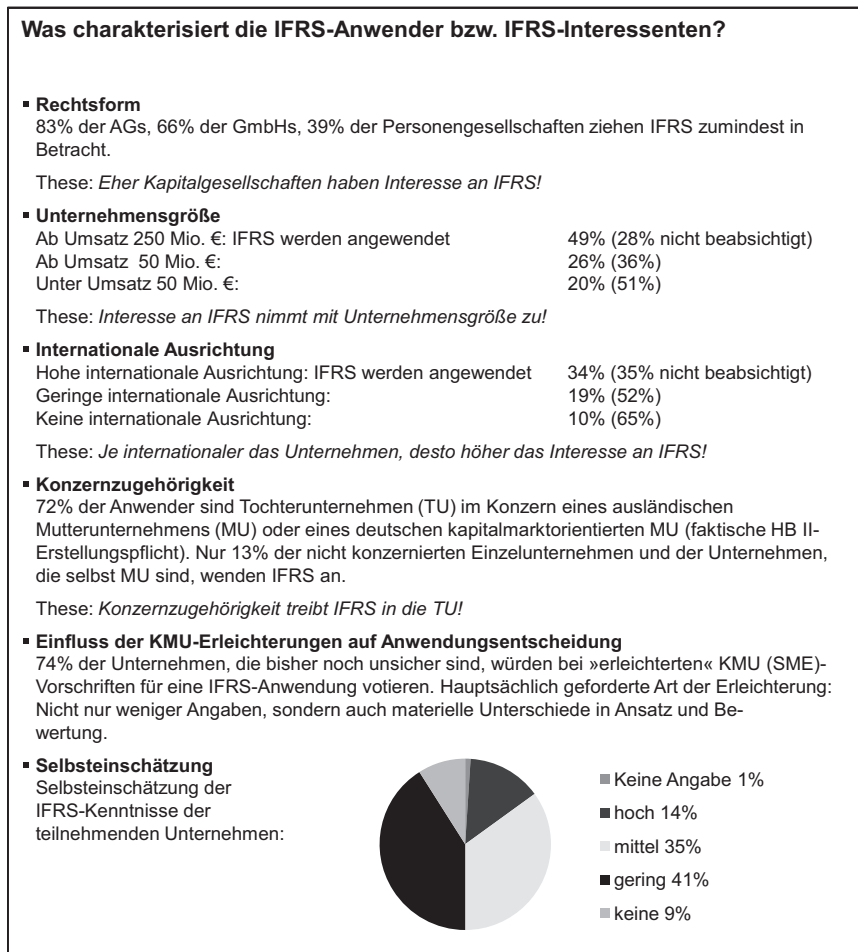 Was charakterisiert die IFRS-Anwender bzw. IFRS-Interessenten?
▪ Rechtsform
83% der AGs, 66% der GmbHs, 39% der Personengesellschaften ziehen IFRS zumindest in
Betracht.
These: Eher Kapitalgesellschaften haben Interesse an IFRS!
▪ Unternehmensgröße
Ab Umsatz 250 Mio. €: IFRS werden angewendet 49% (28% nicht beabsichtigt)
Ab Umsatz 50 Mio. €: 26% (36%)
Unter Umsatz 50 Mio. €: 20% (51%)
These: Interesse an IFRS nimmt mit Unternehmensgröße zu!
▪ Internationale Ausrichtung
Hohe internationale Ausrichtung: IFRS werden angewendet 34% (35% nicht beabsichtigt)
Geringe internationale Ausrichtung: 19% (52%)
Keine internationale Ausrichtung: 10% (65%)
These: Je internationaler das Unternehmen, desto höher das Interesse an IFRS!
▪ Konzernzugehörigkeit
72% der Anwender sind Tochterunternehmen (TU) im Konzern eines ausländischen
Mutterunternehmens (MU) oder eines deutschen kapitalmarktorientierten MU (faktische HB II-
Erstellungspflicht). Nur 13% der nicht konzernierten Einzelunternehmen und der Unternehmen,
die selbst MU sind, wenden IFRS an.
These: Konzernzugehörigkeit treibt IFRS in die TU!
▪ Einfluss der KMU-Erleichterungen auf Anwendungsentscheidung
74% der Unternehmen, die bisher noch unsicher sind, würden bei »erleichterten« KMU (SME)-
Vorschriften für eine IFRS-Anwendung votieren. Hauptsächlich geforderte Art der Erleichterung:
Nicht nur weniger Angaben, sondern auch materielle Unterschiede in Ansatz und Be-
wertung.
▪ Selbsteinschätzung
Selbsteinschätzung der
IFRS-Kenntnisse der
teilnehmenden Unternehmen:
Keine Angabe 1%
hoch 14%
mittel 35%
gering 41%
keine 9%